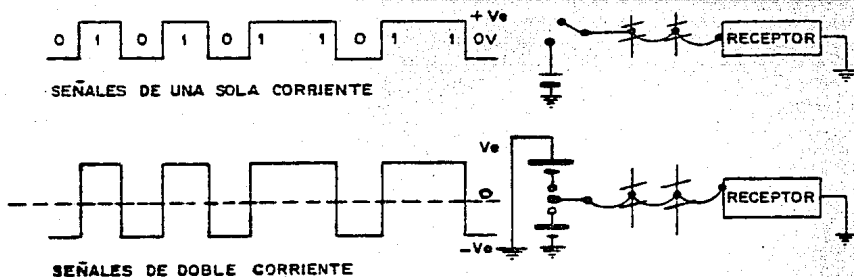 + Ve
0 1 0 1 0 1 1 0 1 1 0V
RECEPTOR
SEÑALES DE UNA SOLA CORRIENTE
Ve
0
RECEPTOR
-Ve
SEÑALES DE DOBLE CORRIENTE